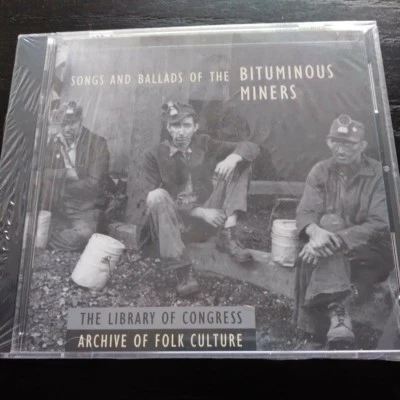 SONGS AND BALLADS OF THE BITUMINOUS
MINERS
THE LIBRARY OF CONGRESS
ARCHIVE OF FOLK CULTURE